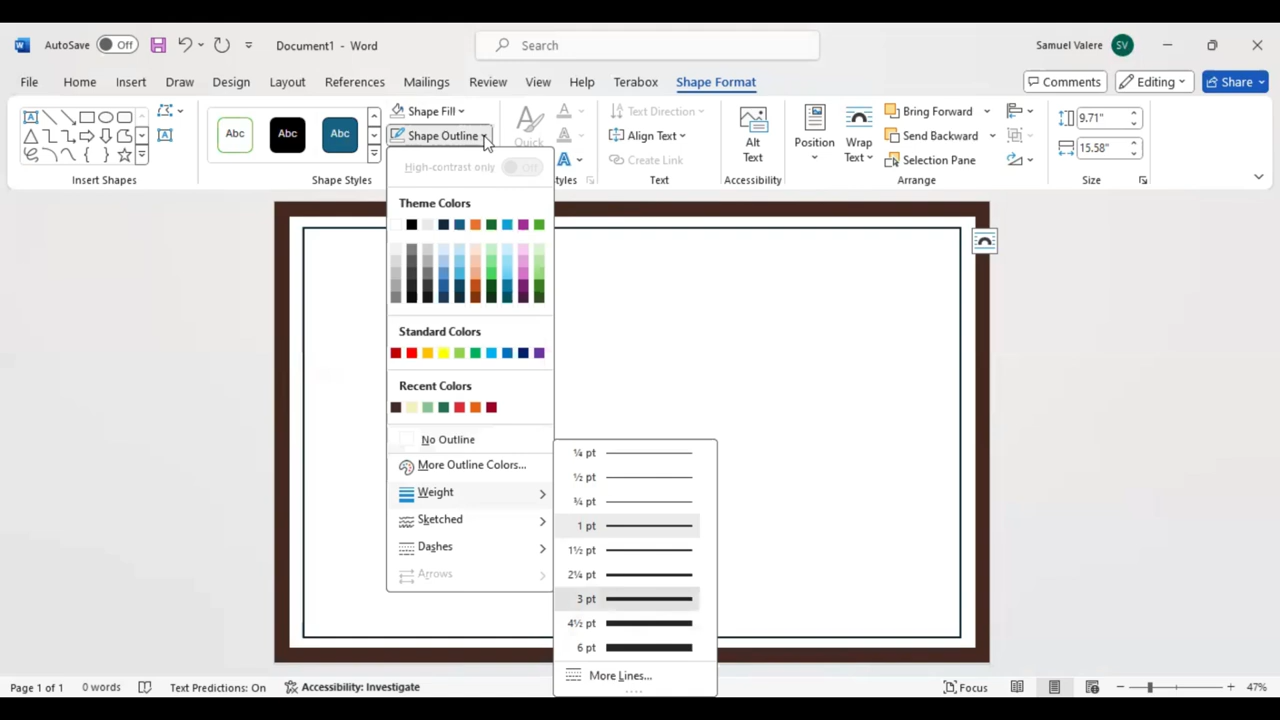 AutoSave Off Document1 - Word Search Samuel Valere SV
File Home Insert Draw Design Layout References Mailings Review View Help Terabox Shape Format Comments Editing Share
Abc Abc Abc Shape Fill Text Direction Bring Forward 9.71"
Shape Outline Align Text Send Backward
Quick Alt Text Position Wrap Text 15.58"
Create Link Selection Pane
Insert Shapes Shape Styles Text Accessibility Arrange Size
High-contrast only Off
Theme Colors
Standard Colors
Recent Colors
No Outline
More Outline Colors...
Weight
Sketched
Dashes
Arrows
¼ pt
½ pt
¾ pt
1 pt
1½ pt
2¼ pt
3 pt
4½ pt
6 pt
More Lines...
Page 1 of 1 0 words Text Predictions: On Accessibility: Investigate Focus 47%